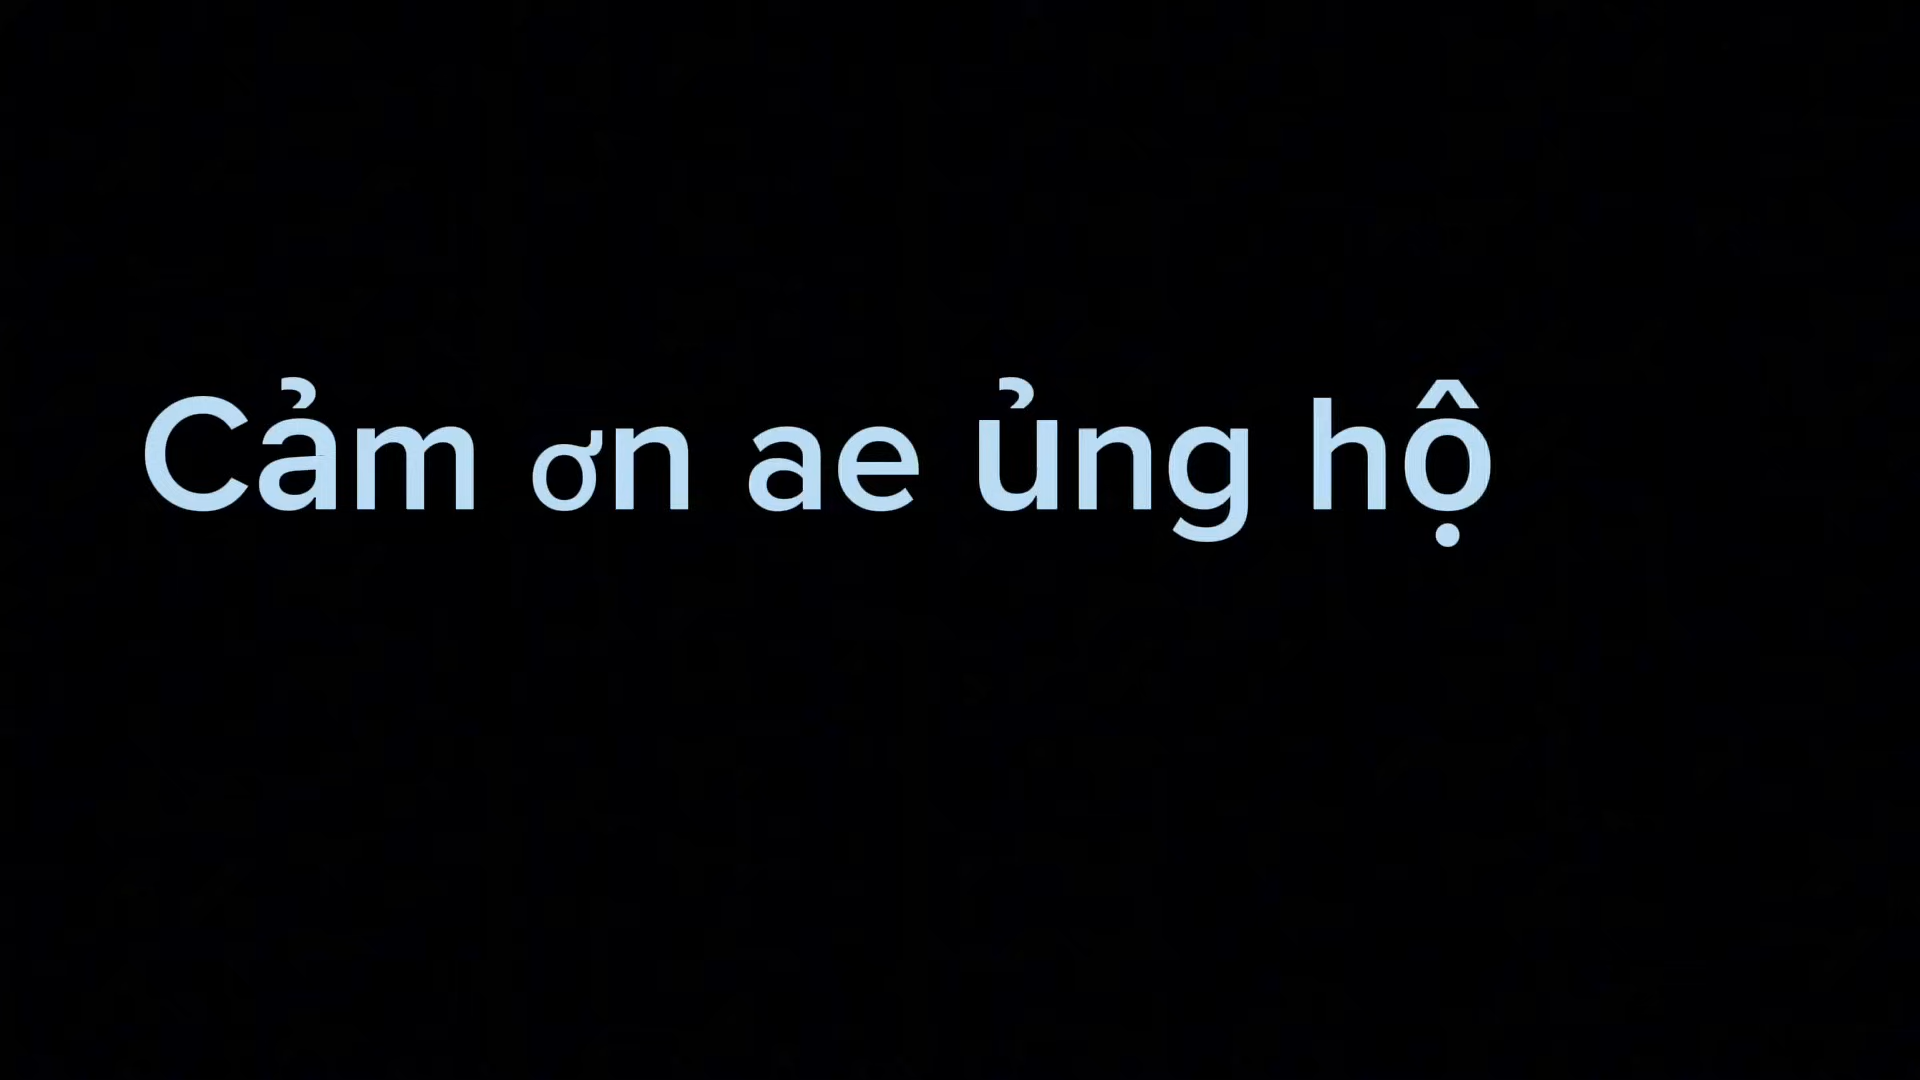 Cảm ơn ae ủng hộ